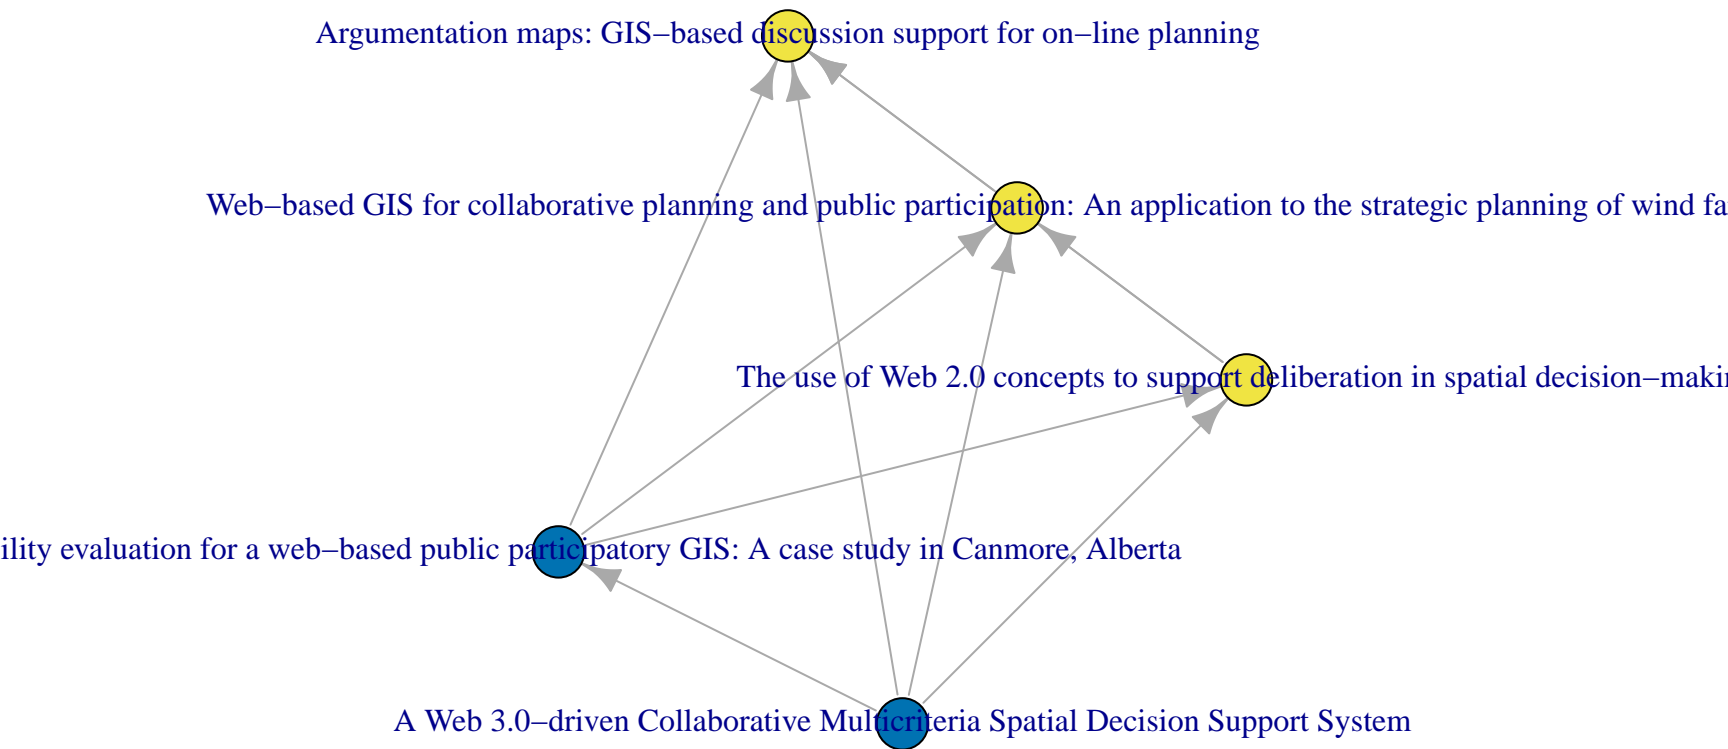 Argumentation maps: GIS−based discussion support for on−line planning
Web−based GIS for collaborative planning and public participation: An application to the strategic planning of wind fa
The use of Web 2.0 concepts to support deliberation in spatial decision−makin
ility evaluation for a web−based public participatory GIS: A case study in Canmore, Alberta
A Web 3.0−driven Collaborative Multicriteria Spatial Decision Support System